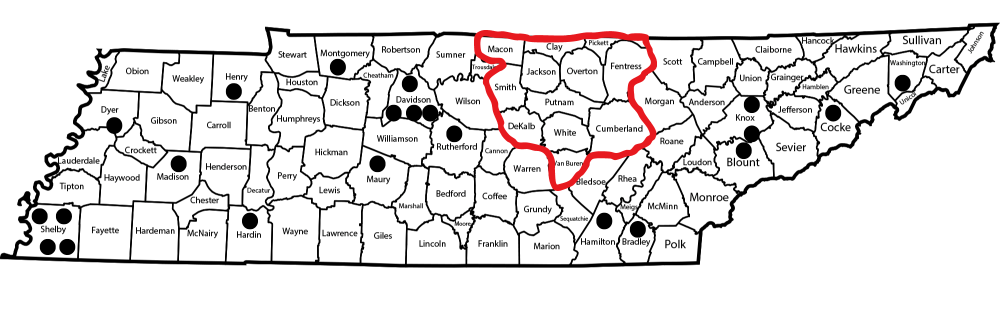 Stewart
Montgomery
Robertson
Sumner
Macon
Clay
Pickett
Fentress
Scott
Campbell
Claiborne
Hancock
Hawkins
Sullivan
Johnson
Lake
Obion
Weakley
Henry
Houston
Cheatham
Trousdale
Jackson
Overton
Union
Grainger
Hamblen
Greene
Washington
Carter
Unicoi
Dyer
Gibson
Carroll
Benton
Humphreys
Dickson
Davidson
Wilson
Smith
Putnam
Morgan
Anderson
Knox
Jefferson
Cocke
Crockett
Hickman
Williamson
Rutherford
Cannon
DeKalb
White
Cumberland
Roane
Loudon
Blount
Sevier
Lauderdale
Haywood
Madison
Henderson
Decatur
Perry
Lewis
Maury
Marshall
Bedford
Coffee
Warren
Van Buren
Bledsoe
Rhea
Meigs
McMinn
Monroe
Tipton
Chester
Shelby
Fayette
Hardeman
McNairy
Hardin
Wayne
Lawrence
Giles
Lincoln
Moore
Franklin
Grundy
Sequatchie
Marion
Hamilton
Bradley
Polk